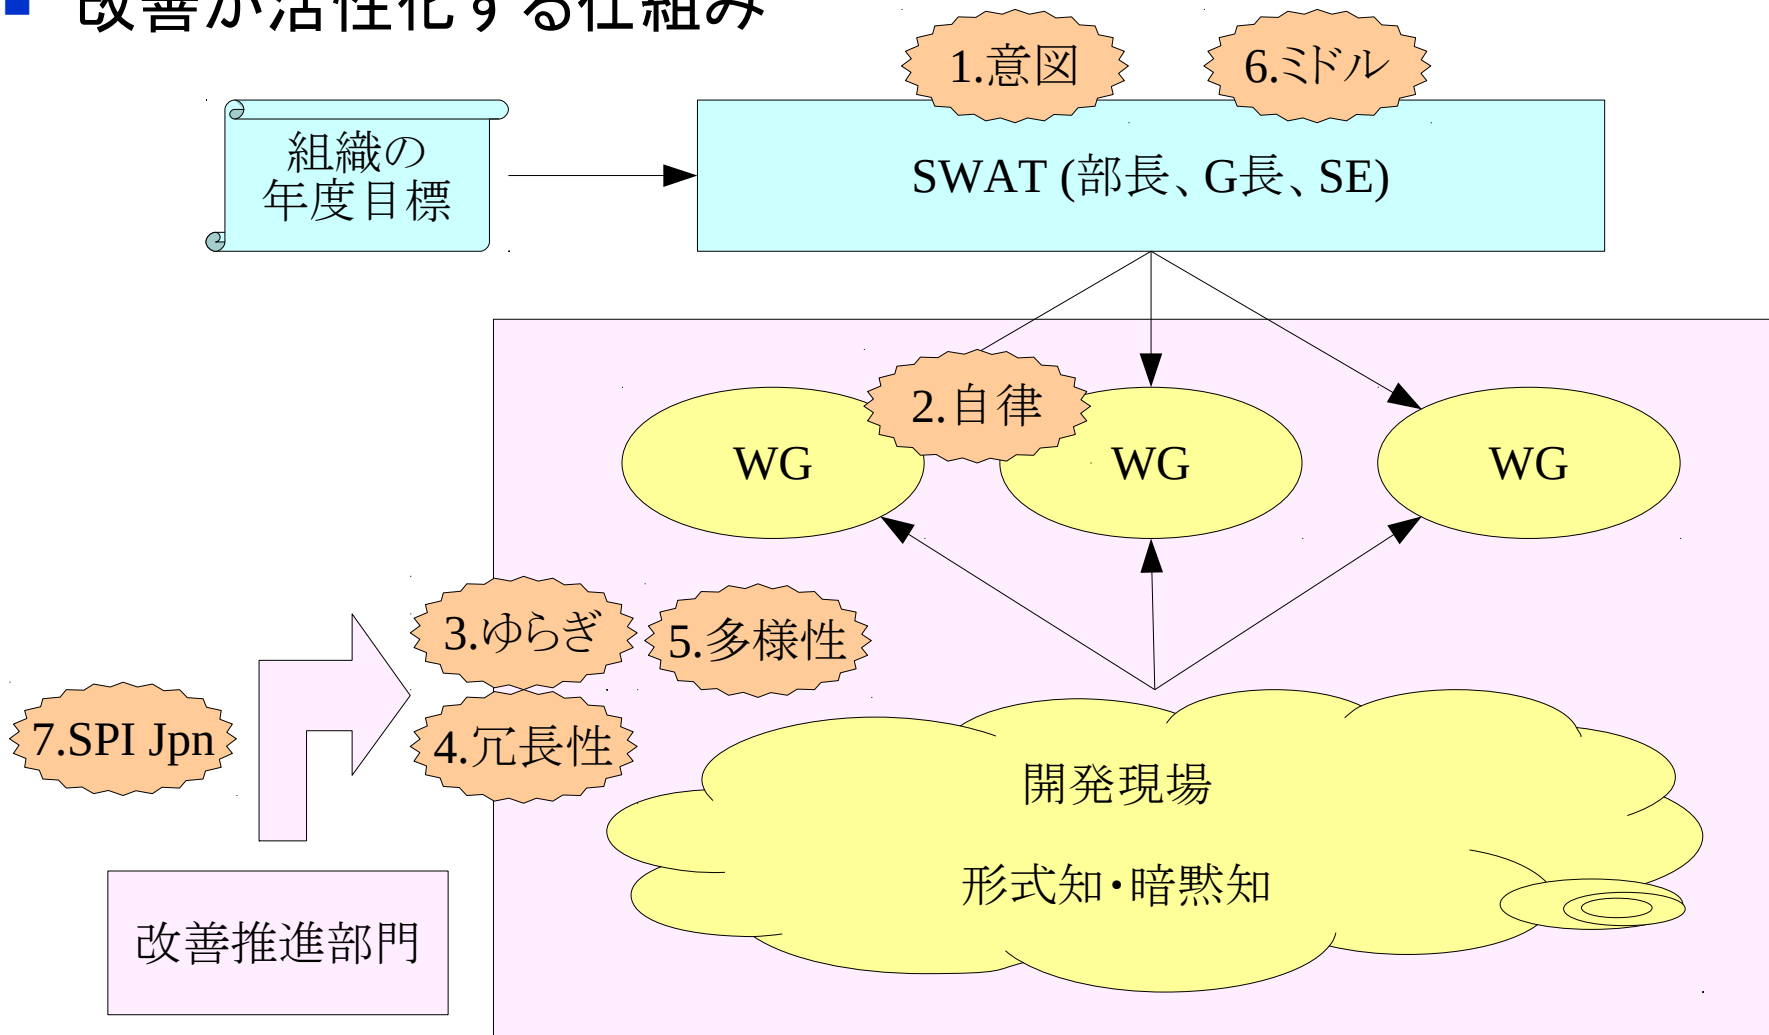 改善が活性化する仕組み
1.意図
6.ミドル
組織の
年度目標
SWAT (部長、G長、SE)
2.自律
WG
WG
WG
3.ゆらぎ
5.多様性
7.SPI Jpn
4.冗長性
開発現場
形式知・暗黙知
改善推進部門